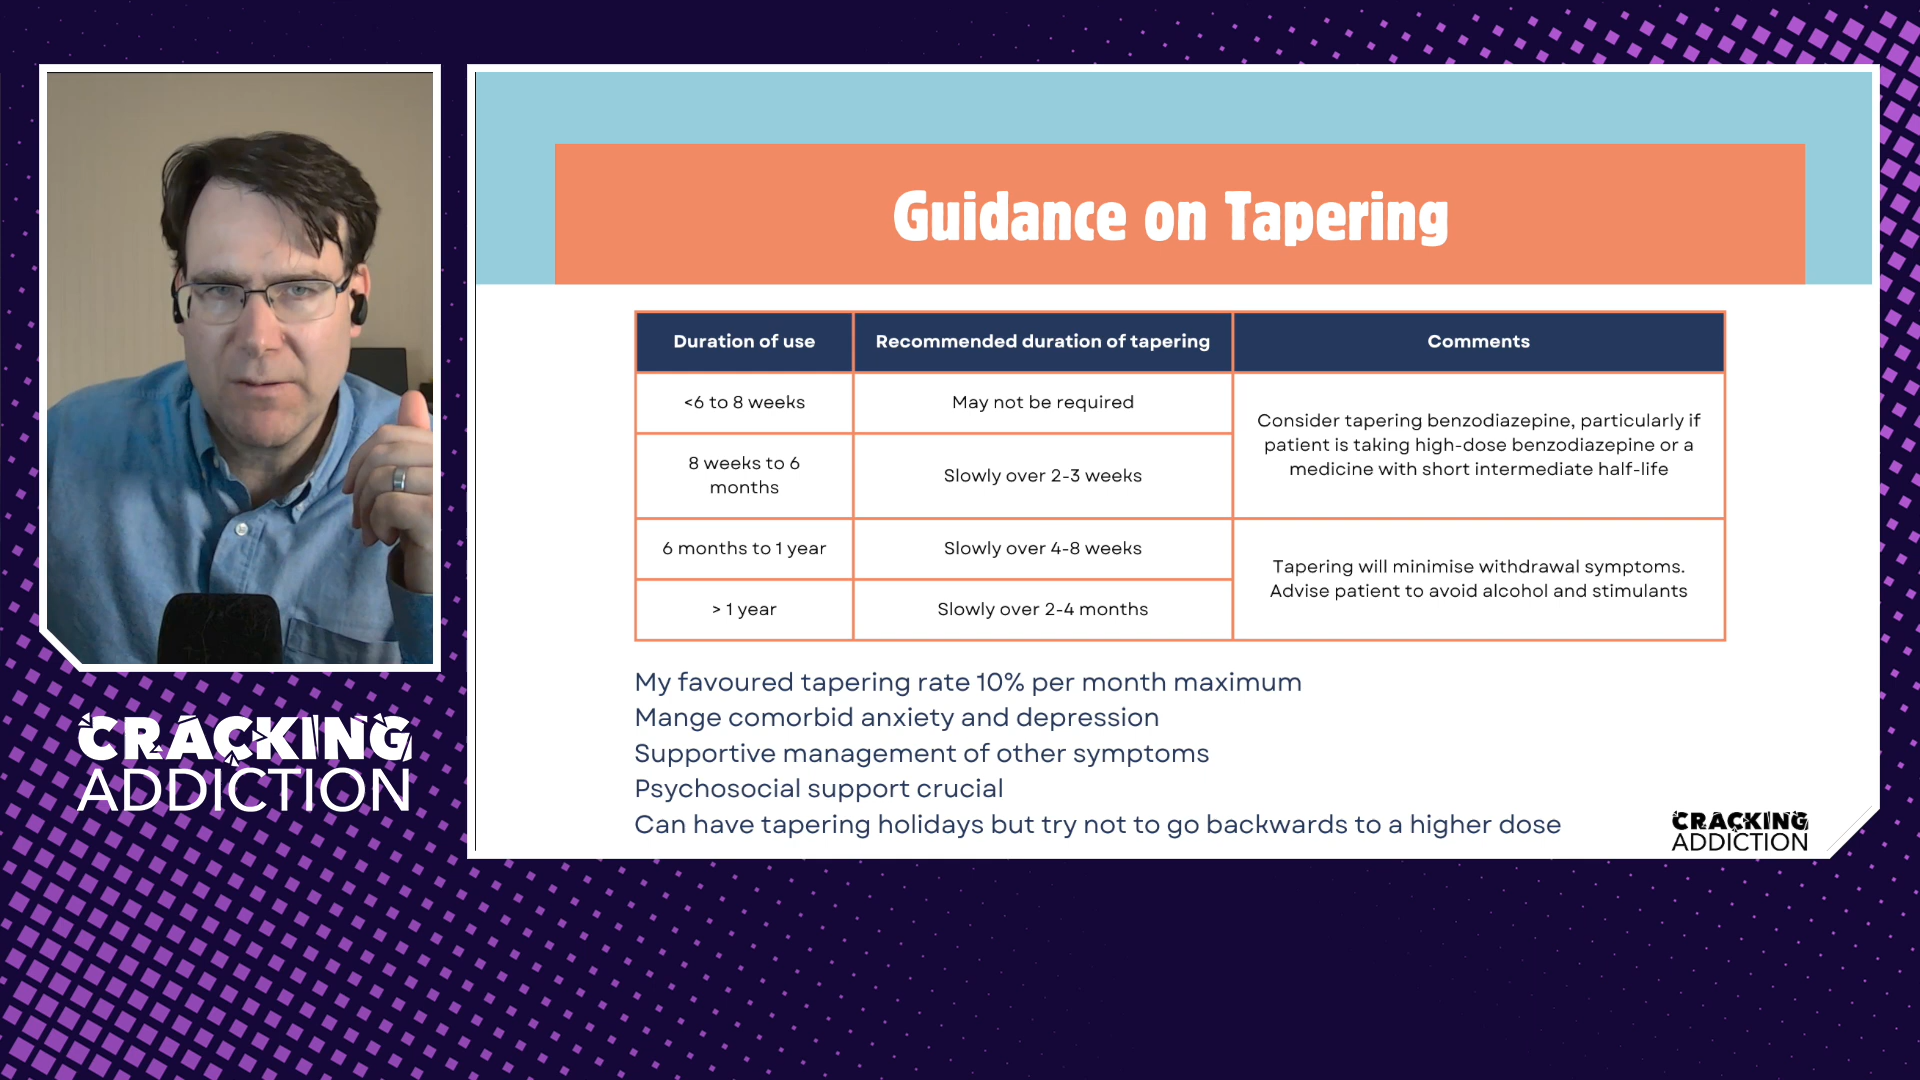 Guidance on Tapering
Duration of use
Recommended duration of tapering
Comments
<6 to 8 weeks
May not be required
Consider tapering benzodiazepine, particularly if
patient is taking high-dose benzodiazepine or a
medicine with short intermediate half-life
8 weeks to 6
months
Slowly over 2-3 weeks
6 months to 1 year
Slowly over 4-8 weeks
Tapering will minimise withdrawal symptoms.
Advise patient to avoid alcohol and stimulants
> 1 year
Slowly over 2-4 months
My favoured tapering rate 10% per month maximum
Mange comorbid anxiety and depression
Supportive management of other symptoms
Psychosocial support crucial
Can have tapering holidays but try not to go backwards to a higher dose
CRACKING
ADDICTION
CRACKING
ADDICTION